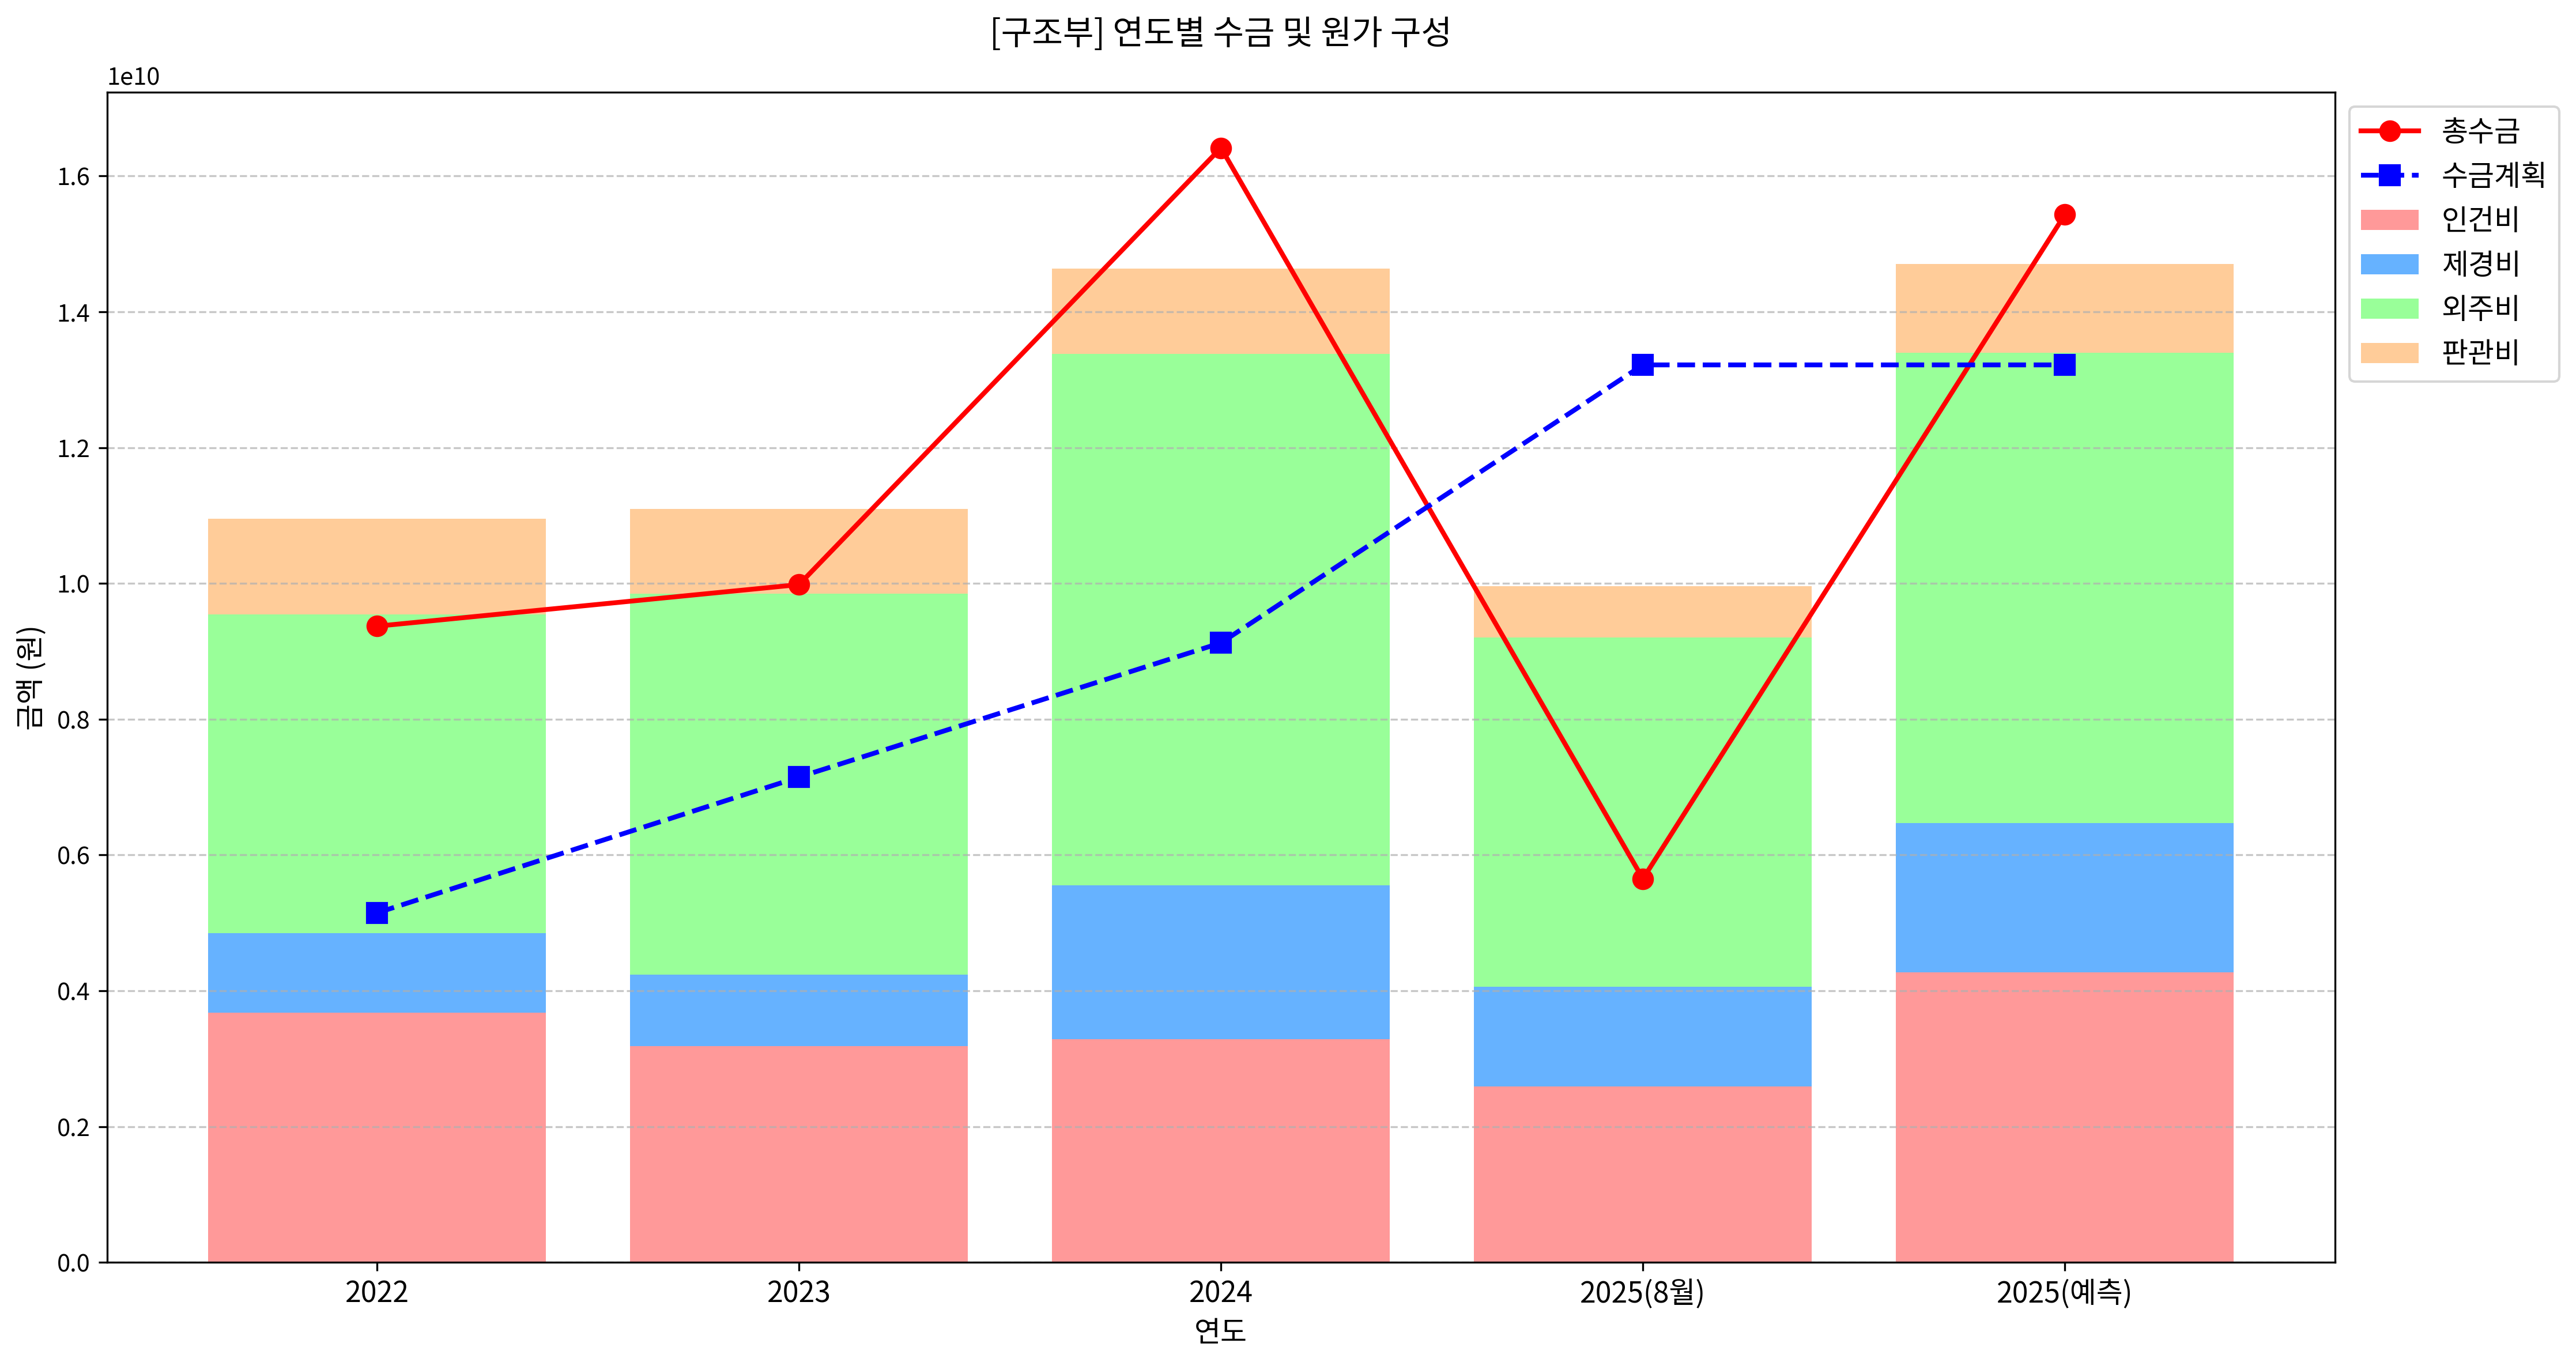 [구조부] 연도별 수금 및 원가 구성
1e10
1.6
1.4
1.2
1.0
0.8
0.6
0.4
0.2
0.0
금액 (원)
2022
2023
2024
2025(8월)
2025(예측)
연도
총수금
수금계획
인건비
제경비
외주비
판관비